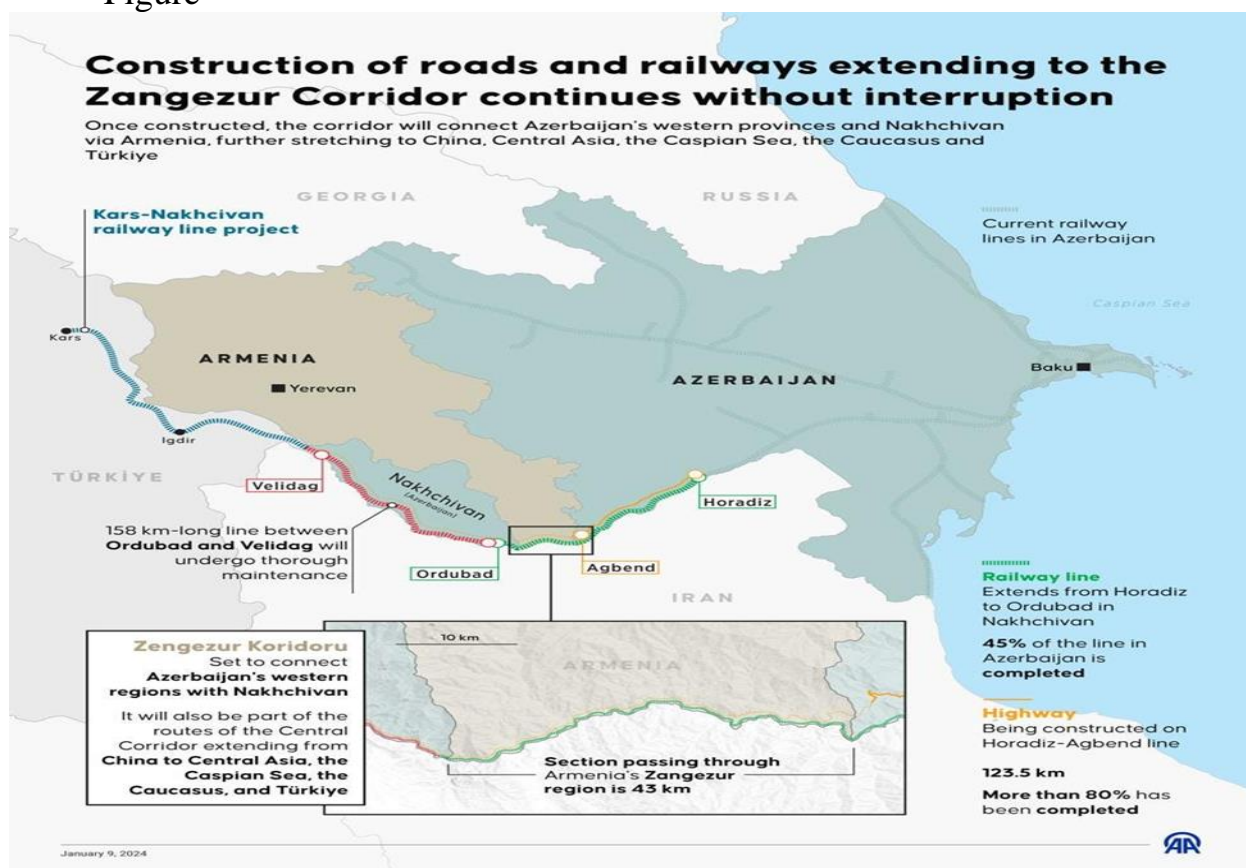 Figure
Construction of roads and railways extending to the
Zangezur Corridor continues without interruption
Once constructed, the corridor will connect Azerbaijan's western provinces and Nakhchivan
via Armenia, further stretching to China, Central Asia, the Caspian Sea, the Caucasus and
Türkiye
GEORGIA
RUSSIA
Kars-Nakhcivan
railway line project
Current railway
lines in Azerbaijan
Caspian Sea
Kars
ARMENIA
Yerevan
AZERBAIJAN
Baku
Igdir
TÜRKİYE
Velidag
Nakhchivan
(Azerbaijan)
Horadiz
158 km-long line between
Ordubad and Velidag will
undergo thorough
maintenance
Ordubad
Agbend
IRAN
Railway line
Extends from Horadiz
to Ordubad in
Nakhchivan
45% of the line in
Azerbaijan is
completed
Zengezur Koridoru
Set to connect
Azerbaijan's western
regions with Nakhchivan
It will also be part of the
routes of the Central
Corridor extending from
China to Central Asia, the
Caspian Sea, the
Caucasus, and Türkiye
10 km
ARMENIA
Section passing through
Armenia's Zangezur
region is 43 km
Highway
Being constructed on
Horadiz-Agbend line
123.5 km
More than 80% has
been completed
January 9, 2024
AA